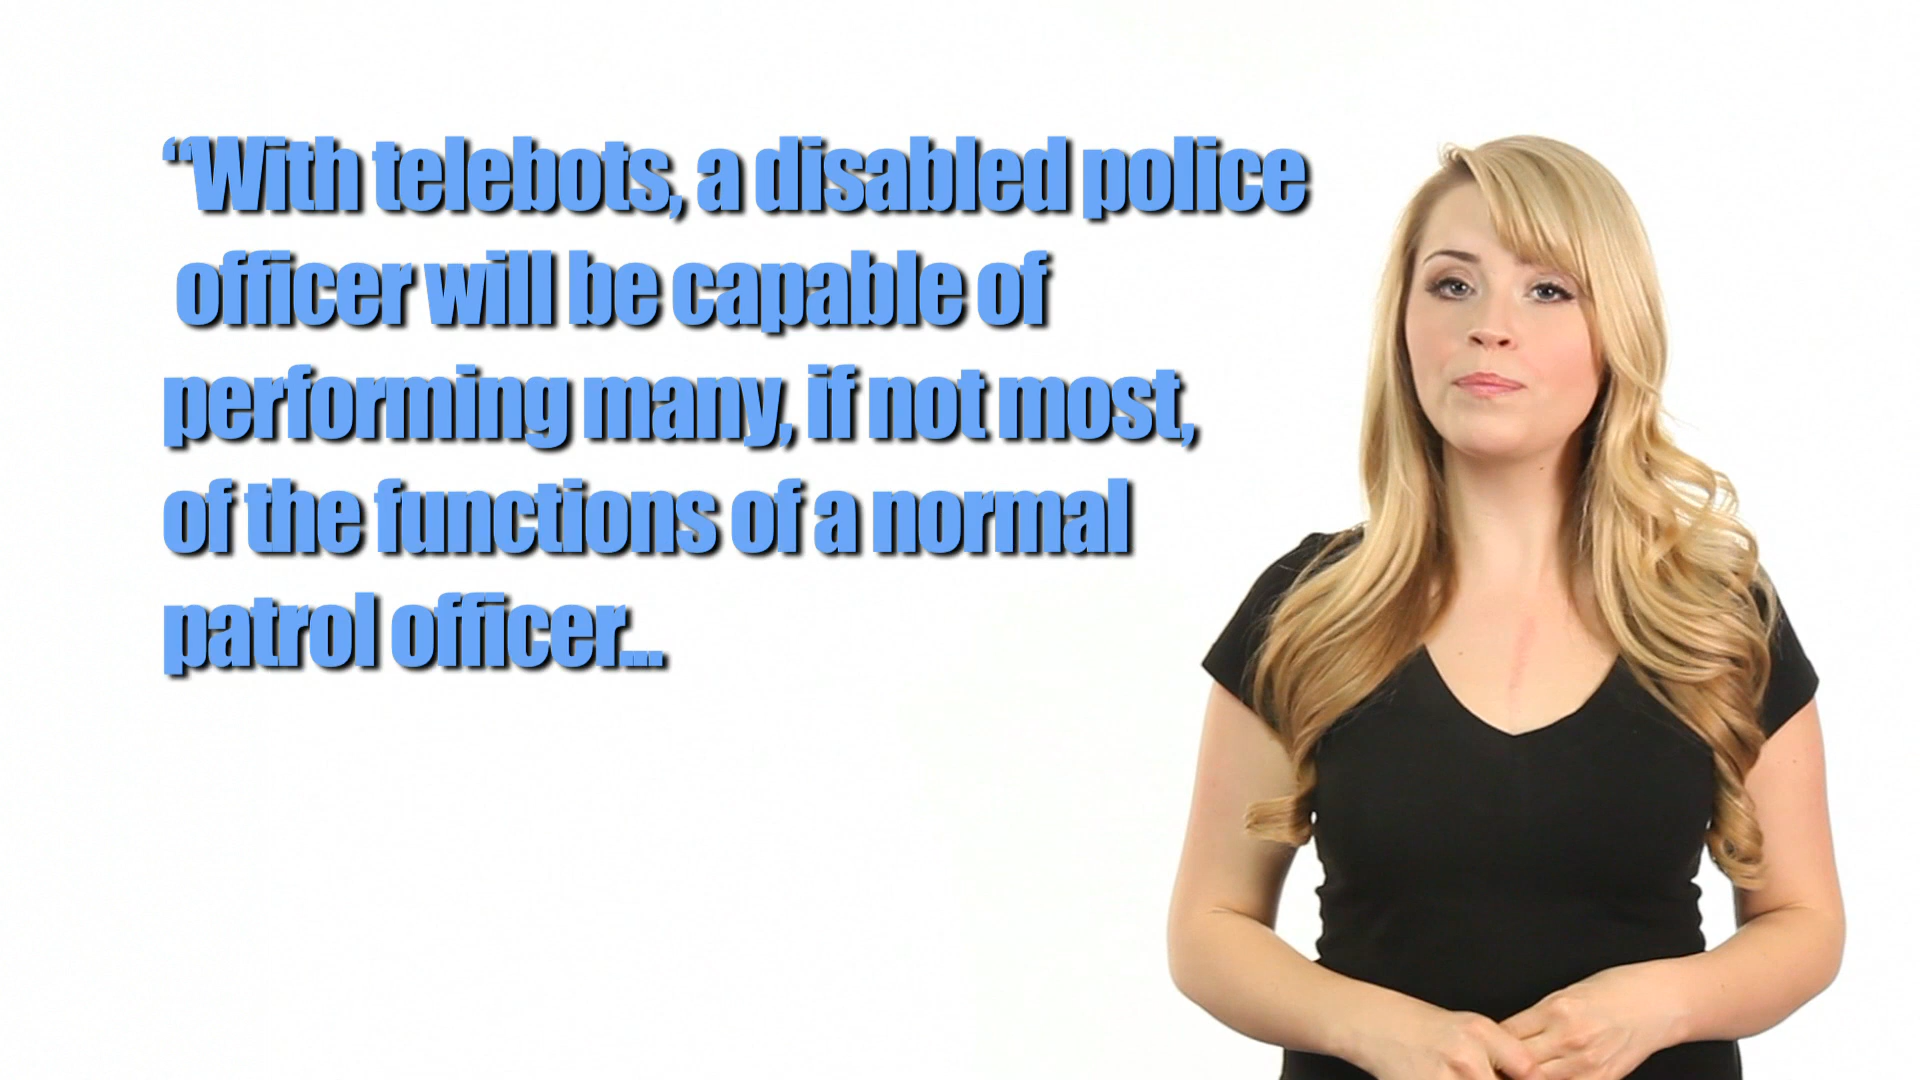 “With telebots, a disabled police
officer will be capable of
performing many, if not most,
of the functions of a normal
patrol officer...